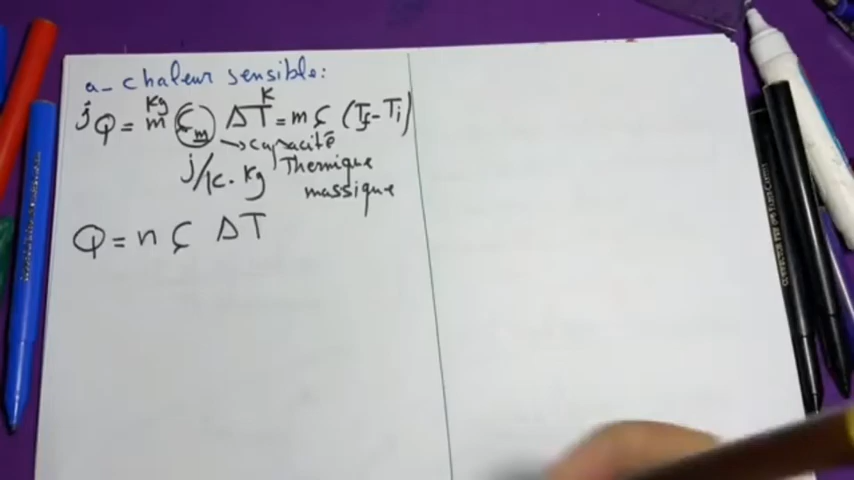 a- chaleur sensible:
j Kg K
Q = m Cm ΔT = m C (Tf - Ti)
→ capacité
j/K. Kg Thermique
massique
Q = n C ΔT